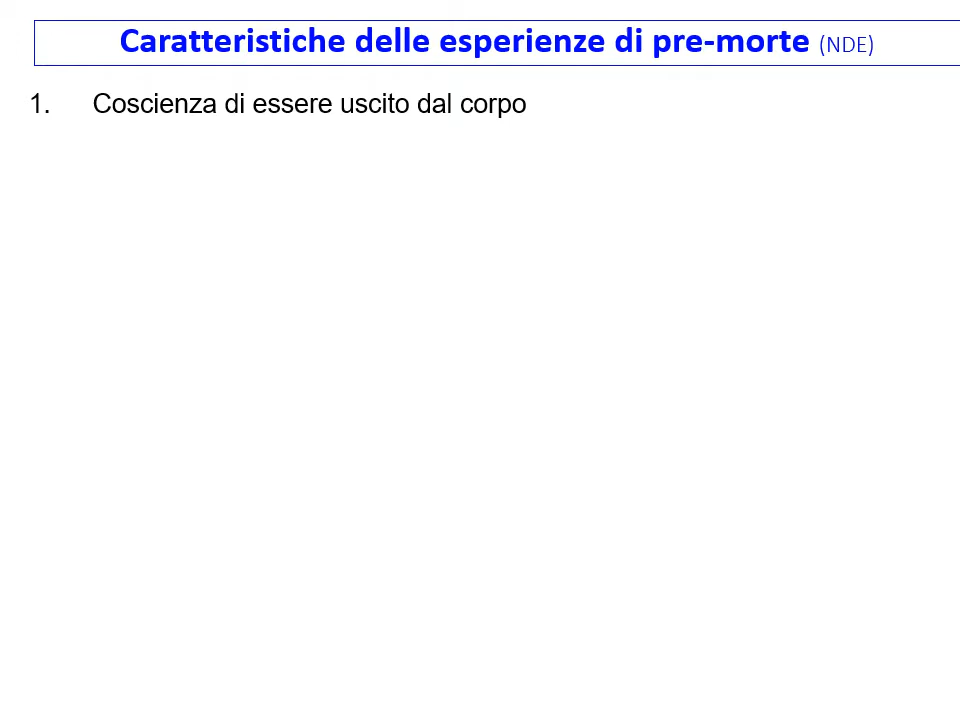 Caratteristiche delle esperienze di pre-morte (NDE)
1. Coscienza di essere uscito dal corpo